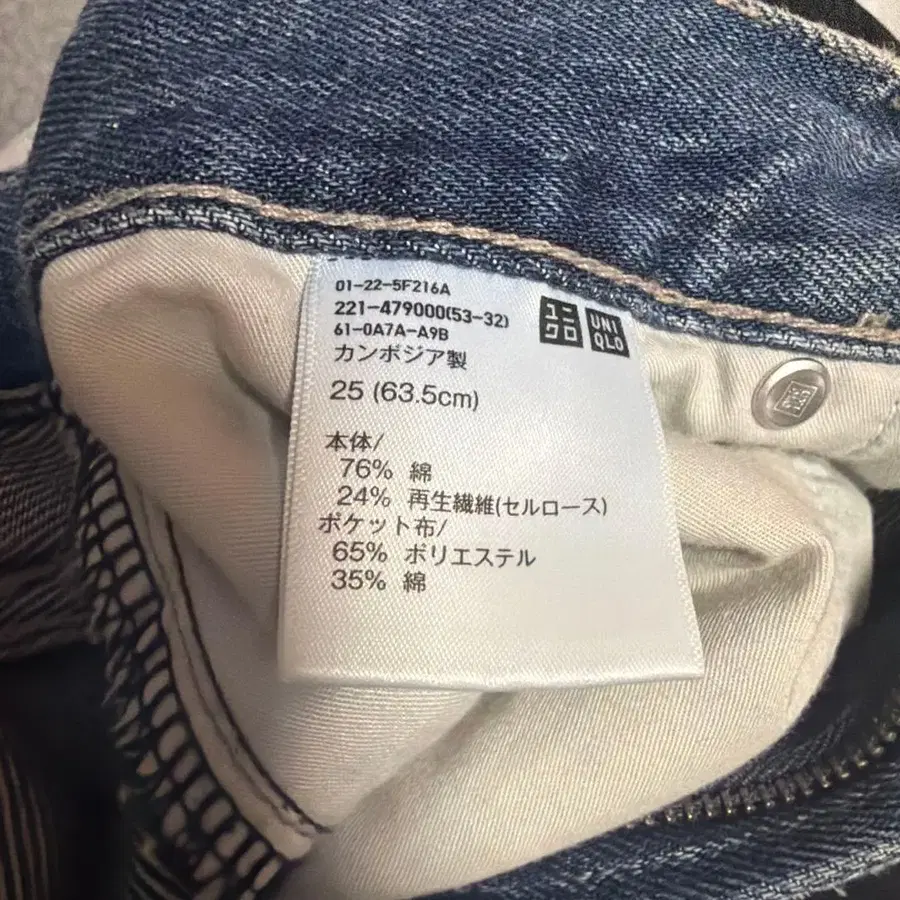 01-22-5F216A
221-479000(53-32)
61-0A7A-A9B
カンボジア製
25 (63.5cm)
ユニ
クロ
UNI
QLO
本体/
76% 綿
24% 再生繊維(セルロース)
ポケット布/
65% ポリエステル
35% 綿